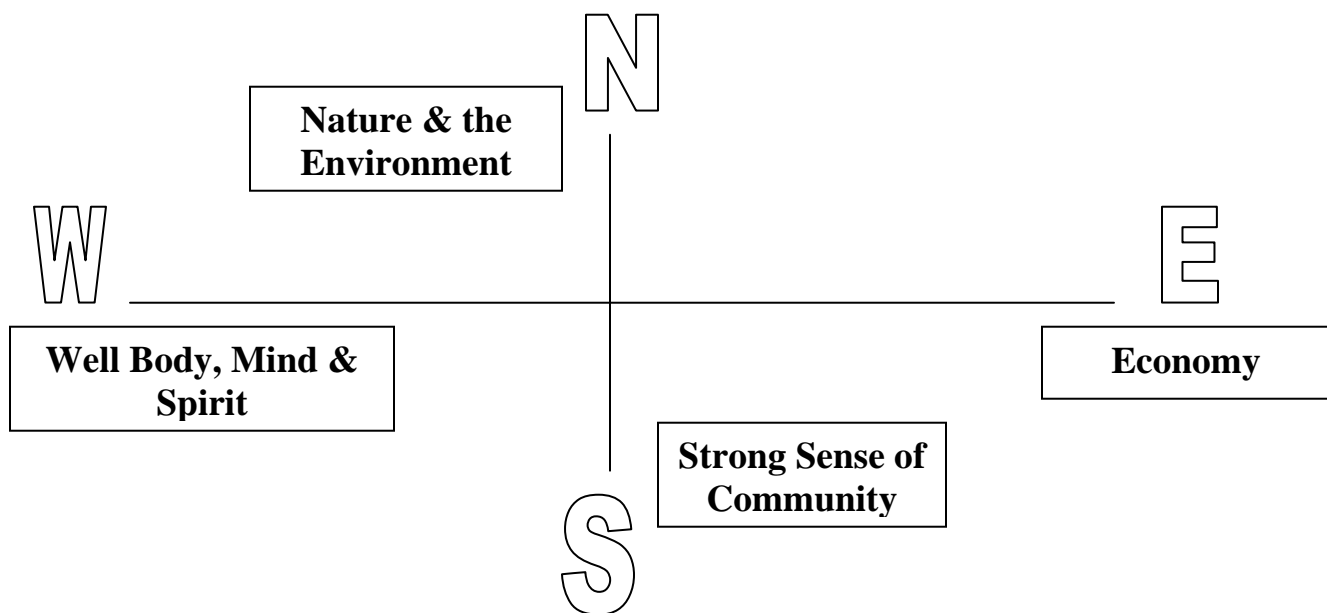 N
Nature & the
Environment
W
E
Well Body, Mind &
Spirit
Economy
Strong Sense of
Community
S